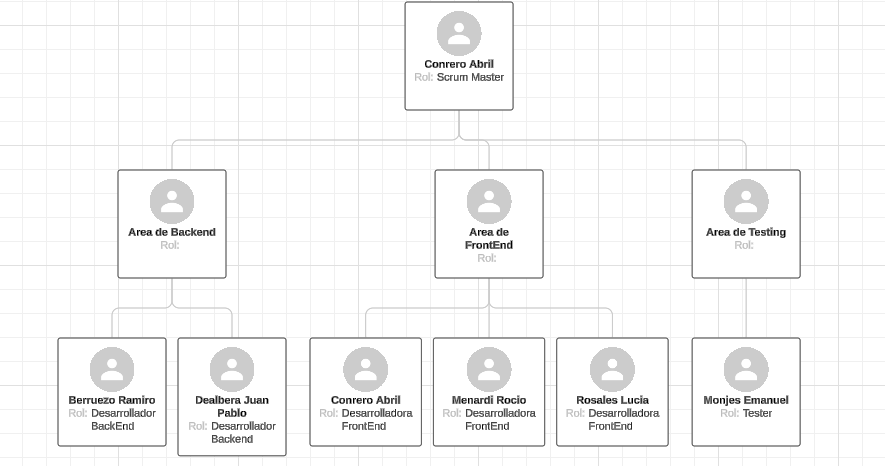 Conrero Abril
Rol: Scrum Master
Area de Backend
Rol:
Area de
FrontEnd
Rol:
Area de Testing
Rol:
Berruezo Ramiro
Rol: Desarrollador
BackEnd
Dealbera Juan
Pablo
Rol: Desarrollador
Backend
Conrero Abril
Rol: Desarrolladora
FrontEnd
Menardi Rocio
Rol: Desarrolladora
FrontEnd
Rosales Lucia
Rol: Desarrolladora
FrontEnd
Monjes Emanuel
Rol: Tester